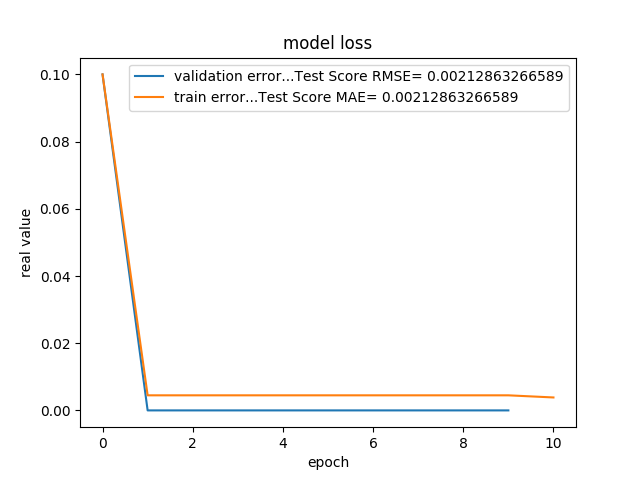 model loss
validation error...Test Score RMSE= 0.00212863266589
train error...Test Score MAE= 0.00212863266589
real value
0.10
0.08
0.06
0.04
0.02
0.00
0 2 4 6 8 10
epoch